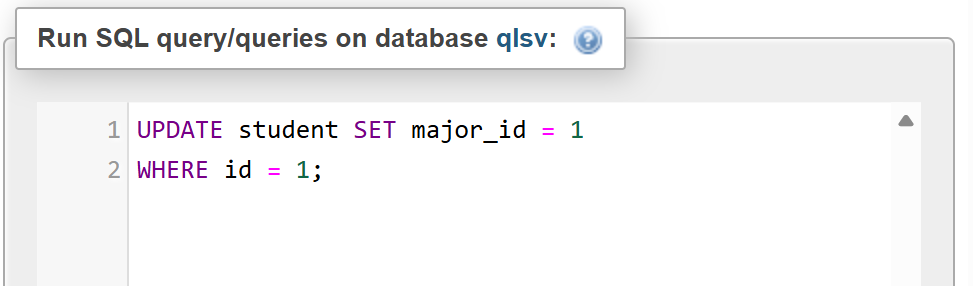 Run SQL query/queries on database qlsv:
1 UPDATE student SET major_id = 1
2 WHERE id = 1;